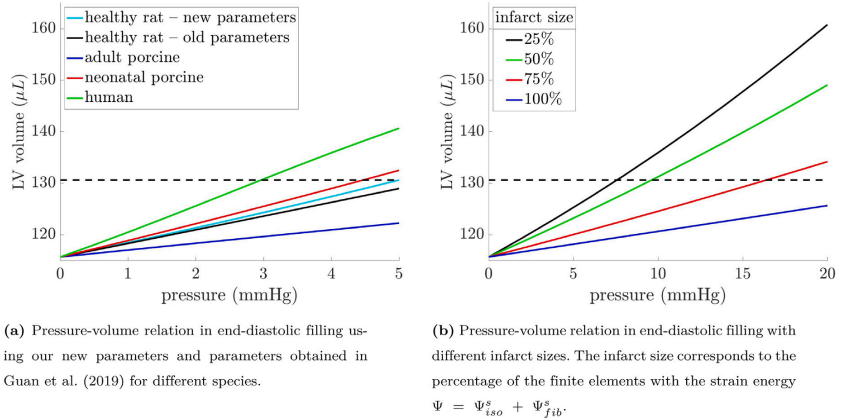 160
150
140
130
120
LV volume (μL)
healthy rat – new parameters
healthy rat – old parameters
adult porcine
neonatal porcine
human
0 1 2 3 4 5
pressure (mmHg)
(a) Pressure-volume relation in end-diastolic filling us-
ing our new parameters and parameters obtained in
Guan et al. (2019) for different species.
160
150
140
130
120
LV volume (μL)
infarct size
25%
50%
75%
100%
0 5 10 15 20
pressure (mmHg)
(b) Pressure-volume relation in end-diastolic filling with
different infarct sizes. The infarct size corresponds to the
percentage of the finite elements with the strain energy
Ψ = Ψ^s_{iso} + Ψ^s_{fib}.